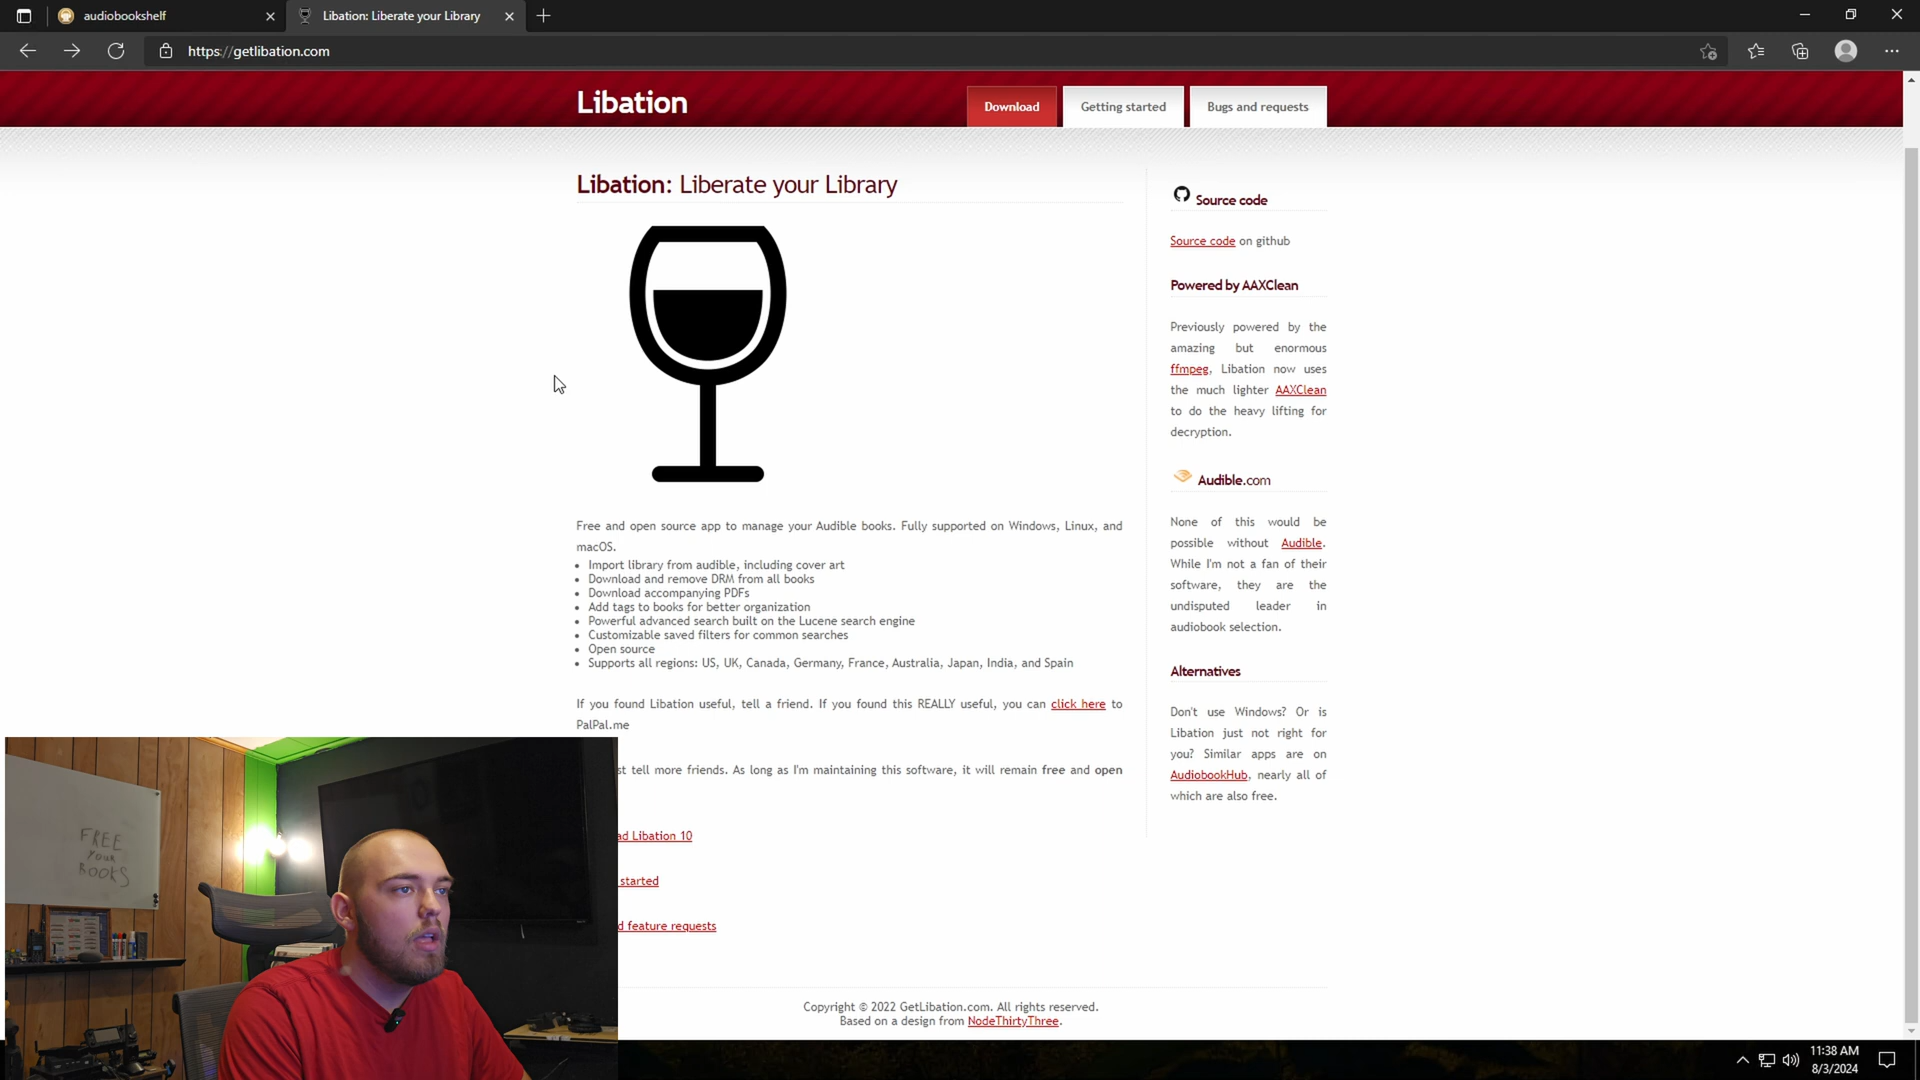 audiobookshelf
Libation: Liberate your Library
https://getlibation.com
Libation
Download
Getting started
Bugs and requests
Libation: Liberate your Library
Free and open source app to manage your Audible books. Fully supported on Windows, Linux, and
macOS.
• Import library from audible, including cover art
• Download and remove DRM from all books
• Download accompanying PDFs
• Add tags to books for better organization
• Powerful advanced search built on the Lucene search engine
• Customizable saved filters for common searches
• Open source
• Supports all regions: US, UK, Canada, Germany, France, Australia, Japan, India, and Spain
If you found Libation useful, tell a friend. If you found this REALLY useful, you can click here to
PalPal.me
st tell more friends. As long as I'm maintaining this software, it will remain free and open
ad Libation 10
started
d feature requests
Source code
Source code on github
Powered by AAXClean
Previously powered by the
amazing but enormous
ffmpeg, Libation now uses
the much lighter AAXClean
to do the heavy lifting for
decryption.
Audible.com
None of this would be
possible without Audible.
While I'm not a fan of their
software, they are the
undisputed leader in
audiobook selection.
Alternatives
Don't use Windows? Or is
Libation just not right for
you? Similar apps are on
AudiobookHub, nearly all of
which are also free.
FREE
YOUR
BOOKS
Copyright © 2022 GetLibation.com. All rights reserved.
Based on a design from NodeThirtyThree.
11:38 AM
8/3/2024